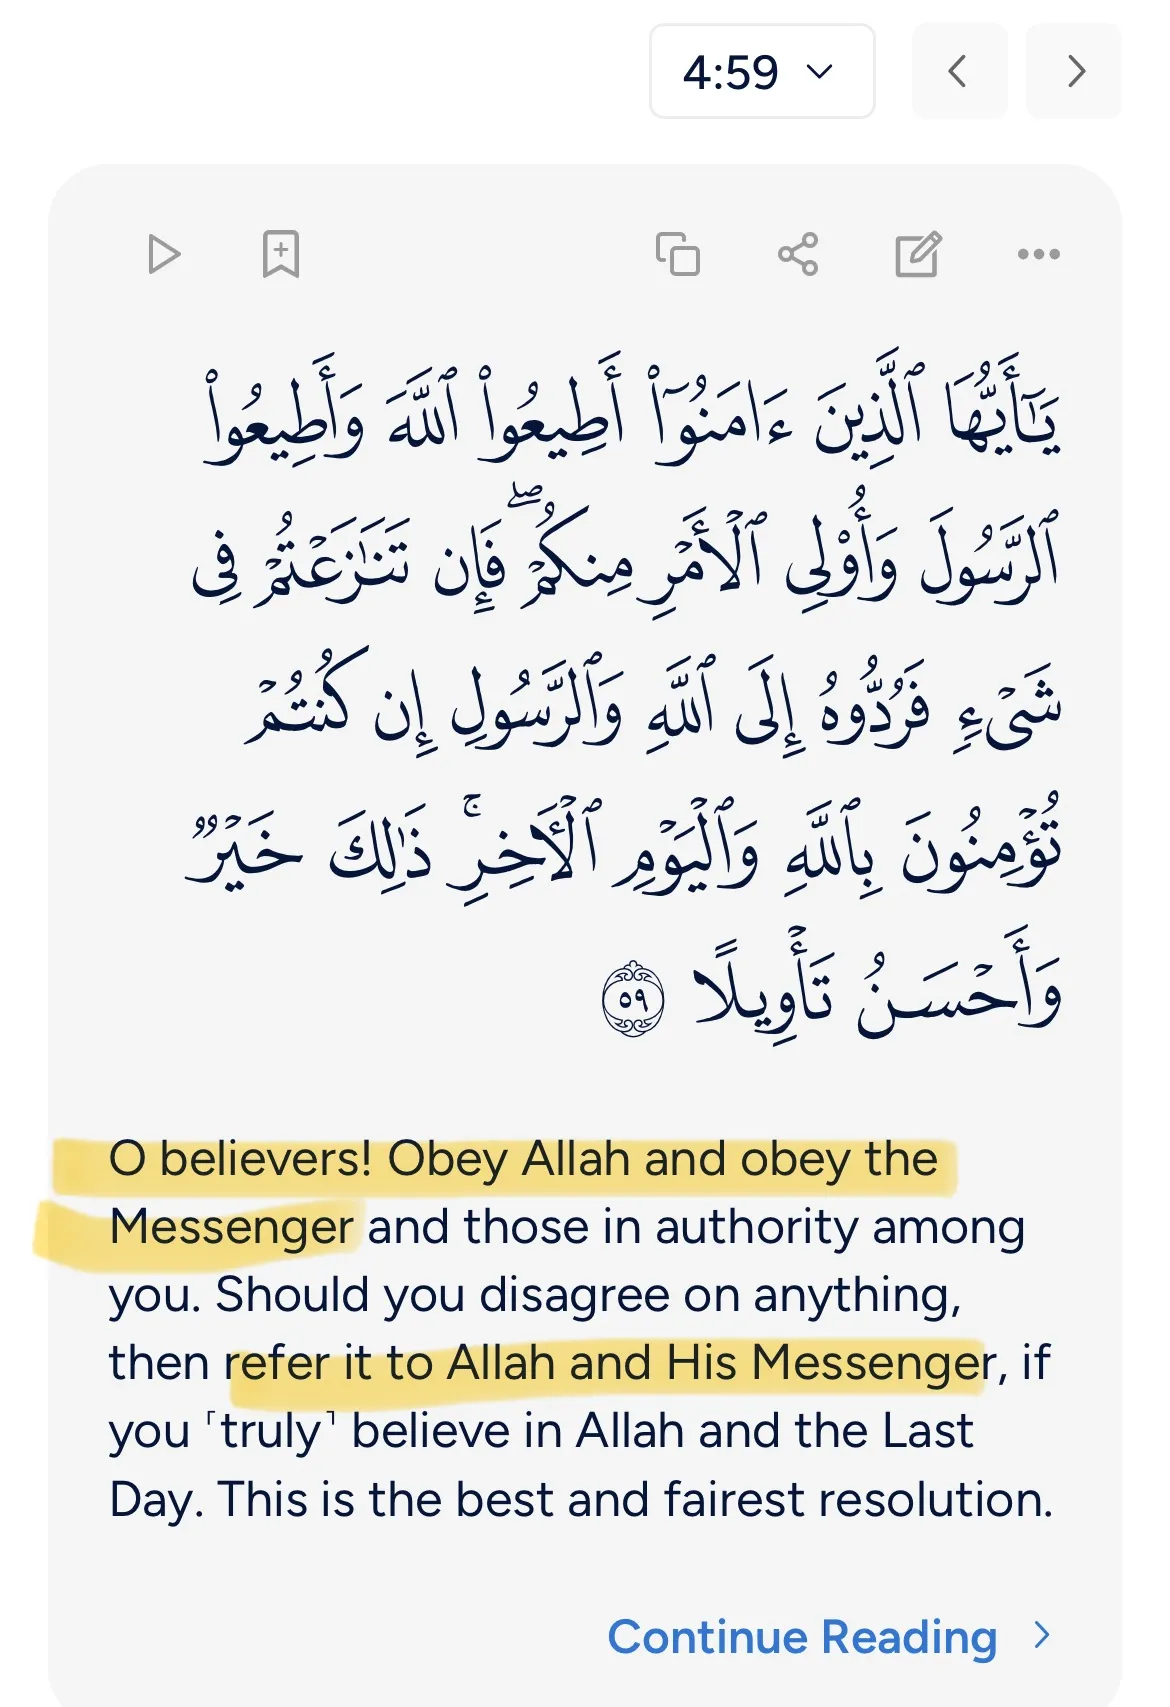 4:59
يَـٰٓأَيُّهَا ٱلَّذِينَ ءَامَنُوٓا۟ أَطِيعُوا۟ ٱللَّهَ وَأَطِيعُوا۟
ٱلرَّسُولَ وَأُو۟لِى ٱلْأَمْرِ مِنكُمْ ۖ فَإِن تَنَـٰزَعْتُمْ فِى
شَىْءٍ فَرُدُّوهُ إِلَى ٱللَّهِ وَٱلرَّسُولِ إِن كُنتُمْ
تُؤْمِنُونَ بِٱللَّهِ وَٱلْيَوْمِ ٱلْـَٔاخِرِ ۚ ذَٰلِكَ خَيْرٌ
وَأَحْسَنُ تَأْوِيلًا ٥٩
O believers! Obey Allah and obey the
Messenger and those in authority among
you. Should you disagree on anything,
then refer it to Allah and His Messenger, if
you ˹truly˺ believe in Allah and the Last
Day. This is the best and fairest resolution.
Continue Reading